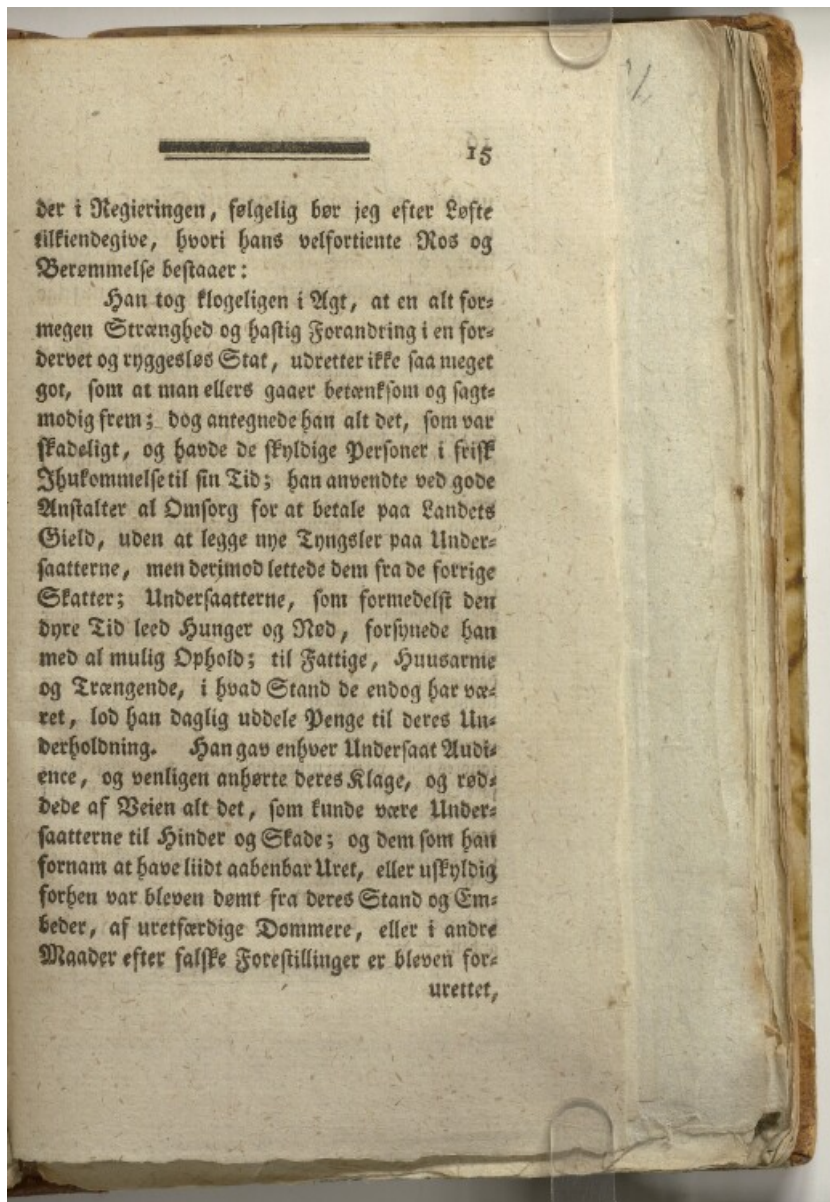 15
der i Regieringen, følgelig bør jeg efter Løfte
tilkiendegive, hvori hans velfortiente Ros og
Berømmelse bestaaer:
Han tog klogeligen i Agt, at en alt for-
megen Strænghed og hastig Forandring i en for-
dervet og ryggesløs Stat, udretter ikke saa meget
got, som at man ellers gaaer betænksom og sagt-
modig frem; dog antegnede han alt det, som var
skadeligt, og havde de skyldige Personer i frisk
Ihukommelse til sin Tid; han anvendte ved gode
Anstalter al Omsorg for at betale paa Landets
Gield, uden at legge nye Tyngsler paa Under-
saatterne, men derimod lettede dem fra de forrige
Skatter; Undersaatterne, som formedelst den
dyre Tid leed Hunger og Nød, forsynede han
med al mulig Ophold; til Fattige, Huusarme
og Trængende, i hvad Stand de endog har væ-
ret, lod han daglig uddele Penge til deres Un-
derholdning. Han gav enhver Undersaat Audi-
ence, og venligen anhørte deres Klage, og rød-
dede af Veien alt det, som kunde være Under-
saatterne til Hinder og Skade; og dem som han
fornam at have liidt aabenbar Uret, eller uskyldig
forhen var bleven dømt fra deres Stand og Em-
beder, af uretfærdige Dommere, eller i andre
Maader efter falske Forestillinger er bleven for-
urettet,